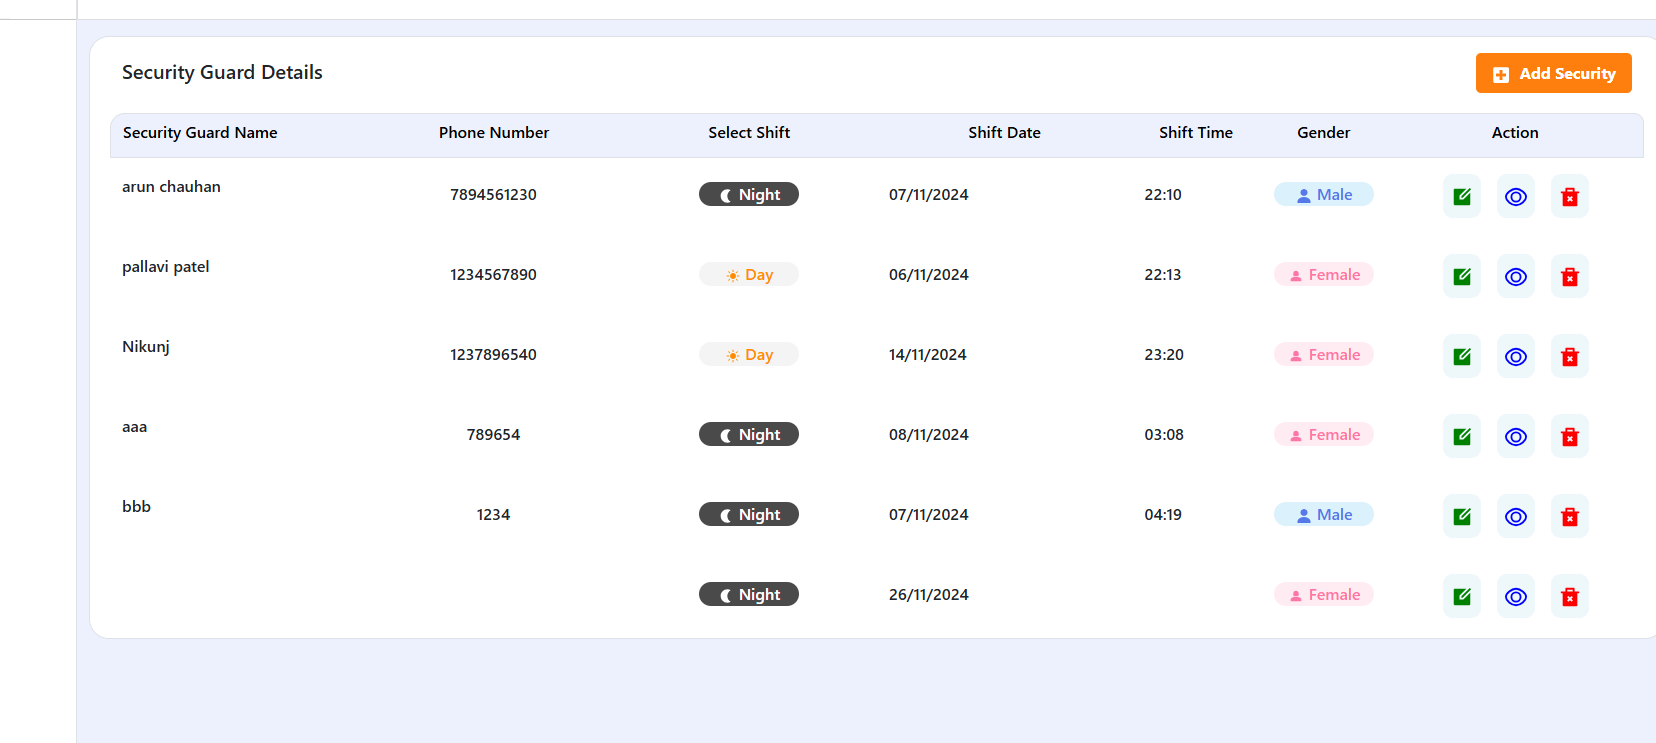 Security Guard Details
Add Security
Security Guard Name Phone Number Select Shift Shift Date Shift Time Gender Action
arun chauhan 7894561230 Night 07/11/2024 22:10 Male
pallavi patel 1234567890 Day 06/11/2024 22:13 Female
Nikunj 1237896540 Day 14/11/2024 23:20 Female
aaa 789654 Night 08/11/2024 03:08 Female
bbb 1234 Night 07/11/2024 04:19 Male
Night 26/11/2024 Female